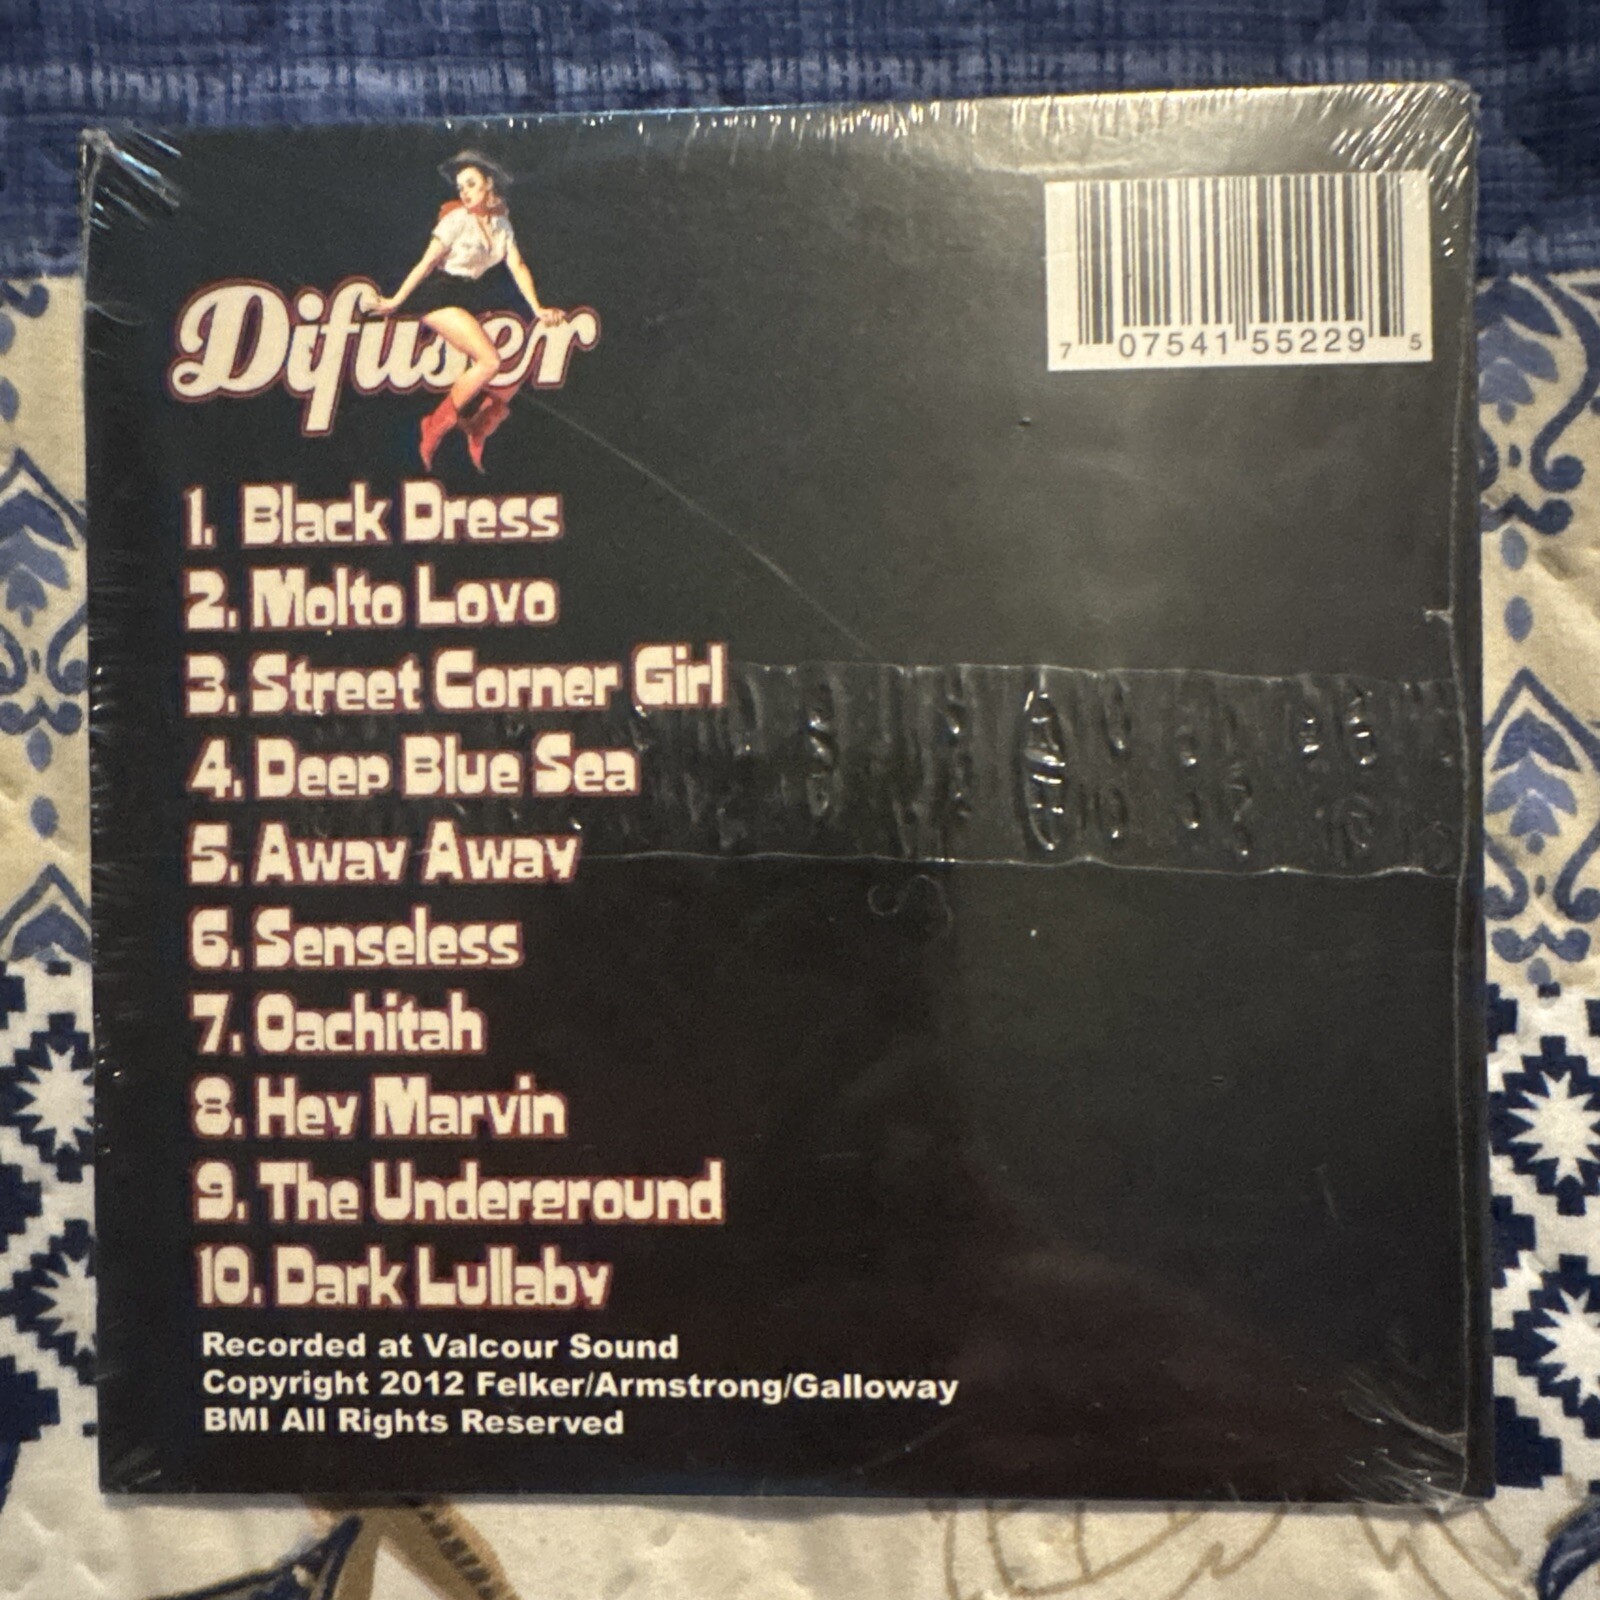 Difuser
7 07541 55229 5
1. Black Dress
2. Molto Lovo
3. Street Corner Girl
4. Deep Blue Sea
5. Away Away
6. Senseless
7. Oachitah
8. Hey Marvin
9. The Underground
10. Dark Lullaby
Recorded at Valcour Sound
Copyright 2012 Felker/Armstrong/Galloway
BMI All Rights Reserved